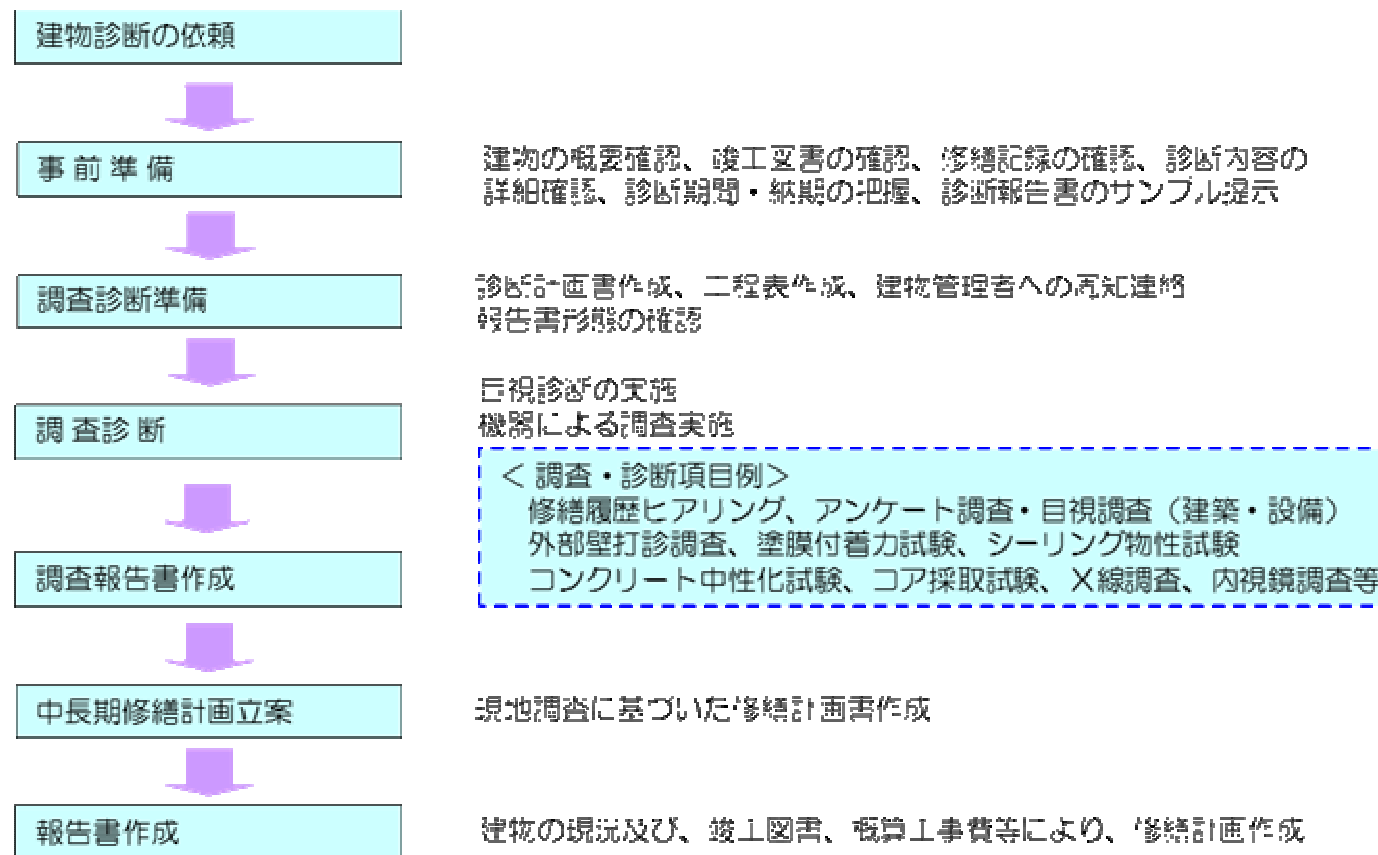 建物診断の依頼
事前準備
建物の概要確認、竣工図書の確認、修繕記録の確認、診断内容の
詳細確認、診断期間・納期の把握、診断報告書のサンプル提示
調査診断準備
診断計画書作成、工程表作成、建物管理者への再知連絡
報告書形態の確認
調査診断
目視診断の実施
機器による調査実施
<調査・診断項目例>
修繕履歴ヒアリング、アンケート調査・目視調査(建築・設備)
外部壁打診調査、塗膜付着力試験、シーリング物性試験
コンクリート中性化試験、コア採取試験、X線調査、内視鏡調査等
調査報告書作成
中長期修繕計画立案
現地調査に基づいた修繕計画書作成
報告書作成
建物の現況及び、竣工図書、概算工事費等により、修繕計画作成